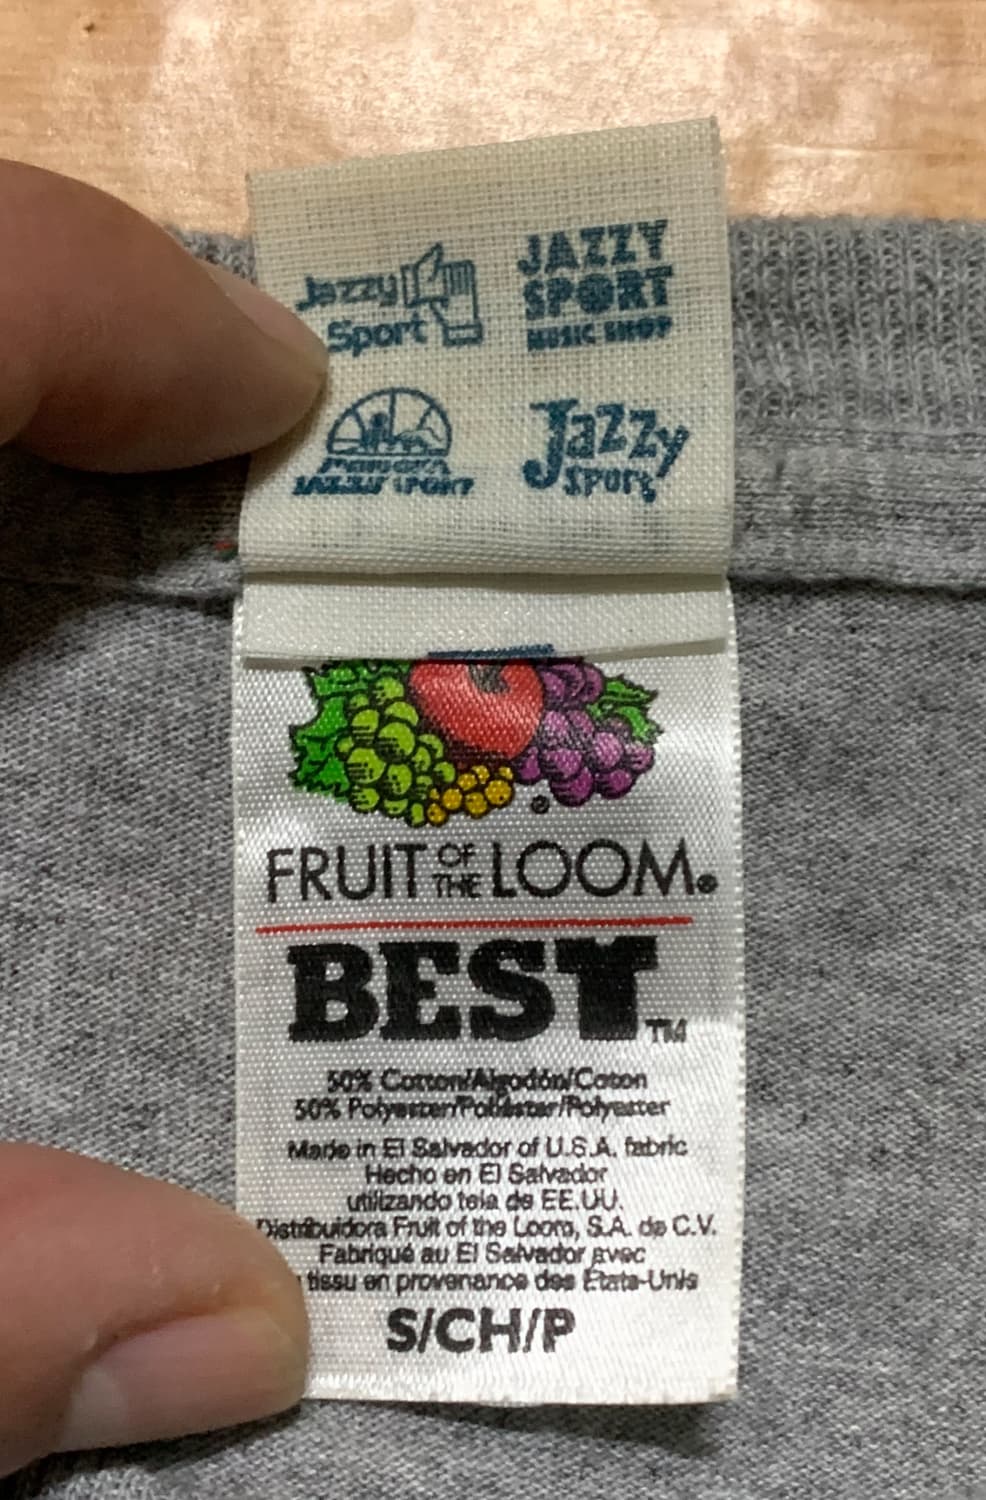 Jazzy
Sport
JAZZY
SPORT
MUSIC SHOP
JAZZY SPORT
Jazzy
Sport
FRUIT OF THE LOOM®
BEST™
50% Cotton/Algodón/Coton
50% Polyester/Poliéster/Polyester
Made in El Salvador of U.S.A. fabric
Hecho en El Salvador
utilizando tela de EE.UU.
Distribuidora Fruit of the Loom, S.A. de C.V.
Fabriqué au El Salvador avec
tissu en provenance des États-Unis
S/CH/P